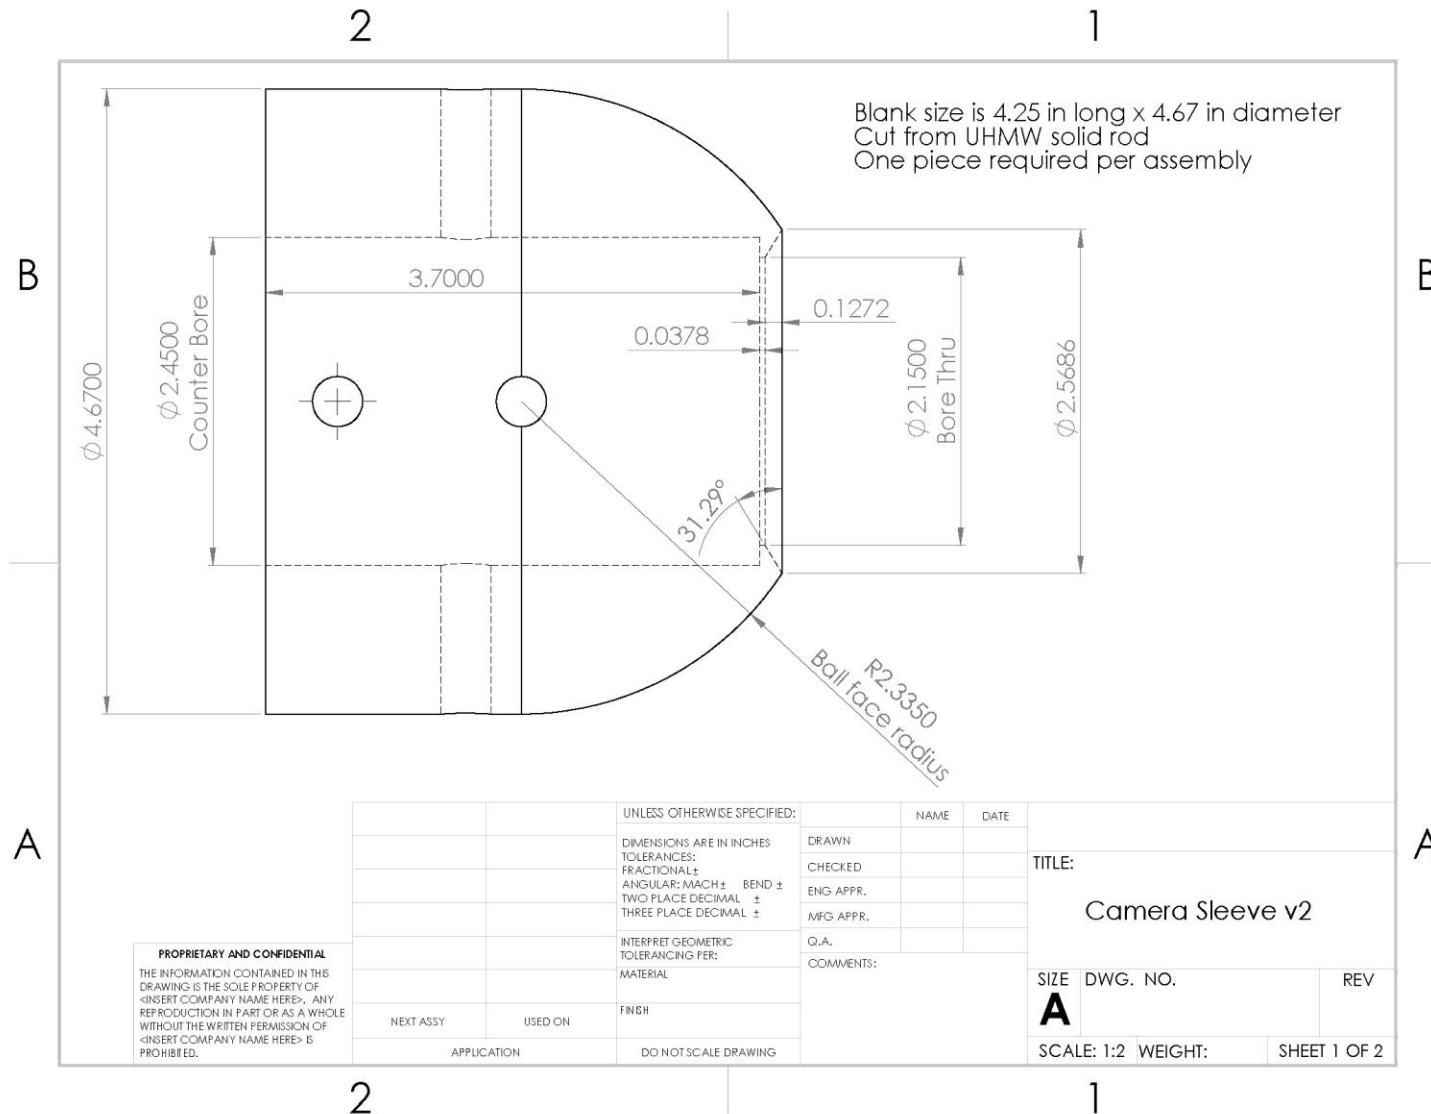 2
1
Blank size is 4.25 in long x 4.67 in diameter
Cut from UHMW solid rod
One piece required per assembly
B
B
3.7000
0.1272
0.0378
∅4.6700
∅2.4500
Counter Bore
∅2.1500
Bore Thru
∅2.5686
31.29°
R2.3350
Ball face radius
A
A
UNLESS OTHERWISE SPECIFIED:
DIMENSIONS ARE IN INCHES
TOLERANCES:
FRACTIONAL±
ANGULAR: MACH± BEND ±
TWO PLACE DECIMAL ±
THREE PLACE DECIMAL ±
INTERPRET GEOMETRIC
TOLERANCING PER:
MATERIAL
FINISH
DO NOT SCALE DRAWING
NAME DATE
DRAWN
CHECKED
ENG APPR.
MFG APPR.
Q.A.
COMMENTS:
TITLE:
Camera Sleeve v2
SIZE DWG. NO. REV
A
SCALE: 1:2 WEIGHT: SHEET 1 OF 2
PROPRIETARY AND CONFIDENTIAL
THE INFORMATION CONTAINED IN THIS
DRAWING IS THE SOLE PROPERTY OF
<INSERT COMPANY NAME HERE>. ANY
REPRODUCTION IN PART OR AS A WHOLE
WITHOUT THE WRITTEN PERMISSION OF
<INSERT COMPANY NAME HERE> IS
PROHIBITED.
NEXT ASSY USED ON
APPLICATION
2
1